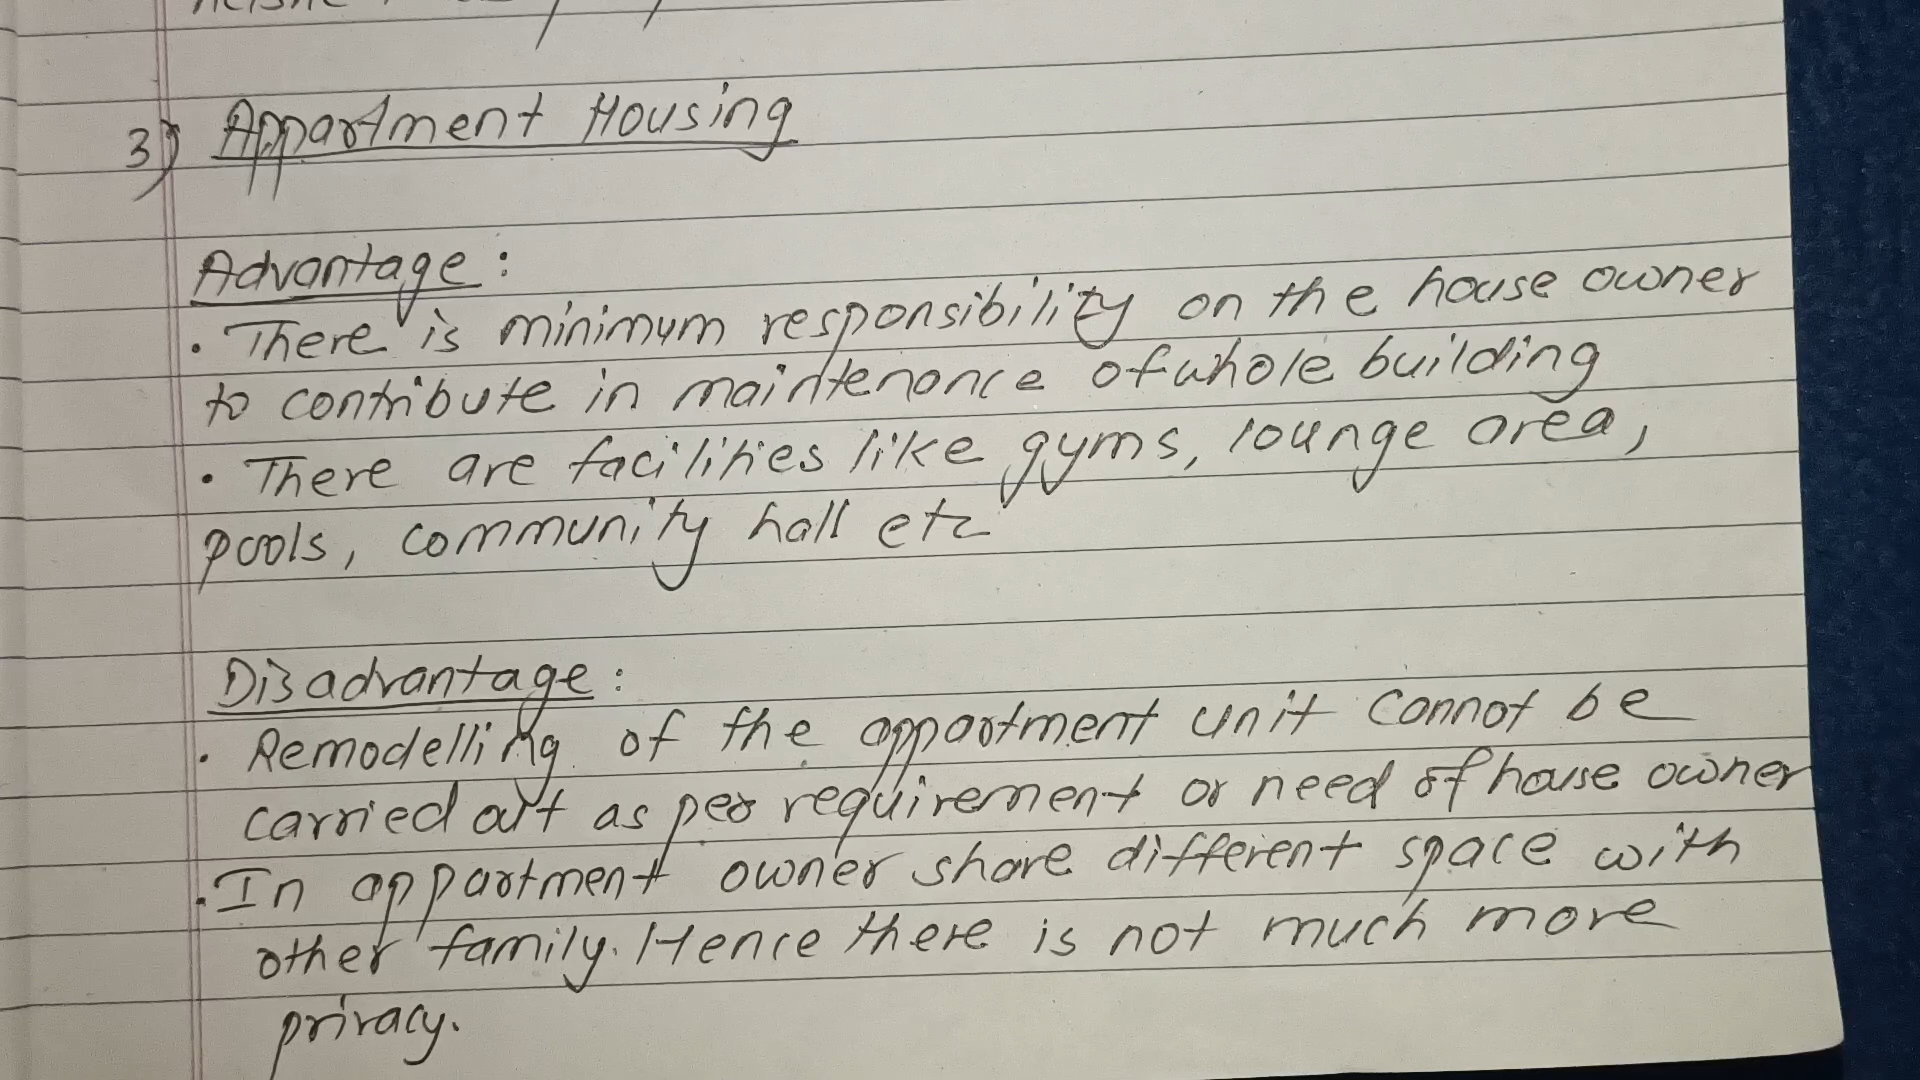 3) Appartment Housing
Advantage :
· There is minimum responsibility on the house owner
to contribute in maintenance of whole building
· There are facilities like gyms, lounge area,
pools, community hall etc
Disadvantage :
· Remodelling of the appartment unit cannot be
carried out as per requirement or need of house owner
· In appartment owner share different space with
other family. Hence there is not much more
privacy.